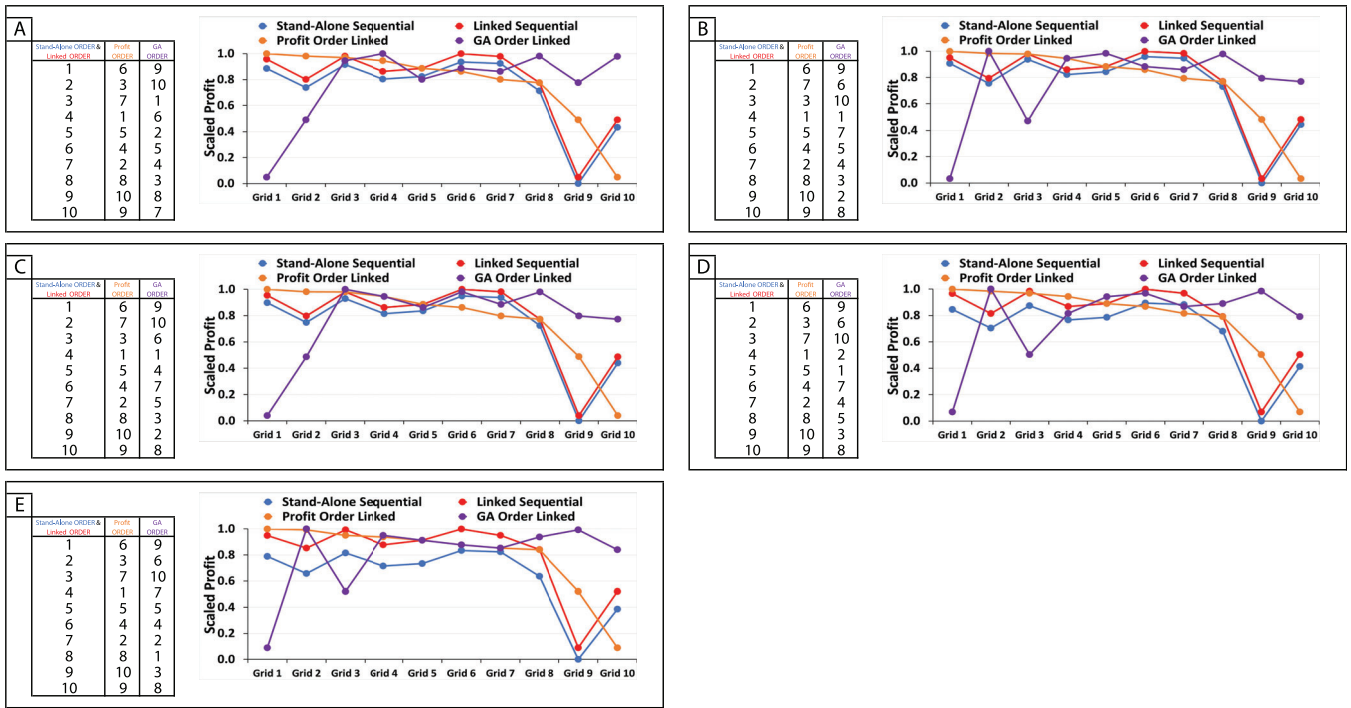 A
Stand-Alone ORDER & Profit GA
Linked ORDER ORDER ORDER
1 6 9
2 3 10
3 7 1
4 1 6
5 5 2
6 4 5
7 2 4
8 8 3
9 10 8
10 9 7
Stand-Alone Sequential Linked Sequential
Profit Order Linked GA Order Linked
Scaled Profit
1.0
0.8
0.6
0.4
0.2
0.0
Grid 1 Grid 2 Grid 3 Grid 4 Grid 5 Grid 6 Grid 7 Grid 8 Grid 9 Grid 10
B
Stand-Alone ORDER & Profit GA
Linked ORDER ORDER ORDER
1 6 9
2 7 6
3 3 10
4 1 1
5 5 7
6 4 5
7 2 4
8 8 3
9 10 2
10 9 8
Stand-Alone Sequential Linked Sequential
Profit Order Linked GA Order Linked
Scaled Profit
1.0
0.8
0.6
0.4
0.2
0.0
Grid 1 Grid 2 Grid 3 Grid 4 Grid 5 Grid 6 Grid 7 Grid 8 Grid 9 Grid 10
C
Stand-Alone ORDER & Profit GA
Linked ORDER ORDER ORDER
1 6 9
2 7 10
3 3 6
4 1 1
5 5 4
6 4 7
7 2 5
8 8 3
9 10 2
10 9 8
Stand-Alone Sequential Linked Sequential
Profit Order Linked GA Order Linked
Scaled Profit
1.0
0.8
0.6
0.4
0.2
0.0
Grid 1 Grid 2 Grid 3 Grid 4 Grid 5 Grid 6 Grid 7 Grid 8 Grid 9 Grid 10
D
Stand-Alone ORDER & Profit GA
Linked ORDER ORDER ORDER
1 6 9
2 3 6
3 7 10
4 1 2
5 5 1
6 4 7
7 2 4
8 8 5
9 10 3
10 9 8
Stand-Alone Sequential Linked Sequential
Profit Order Linked GA Order Linked
Scaled Profit
1.0
0.8
0.6
0.4
0.2
0.0
Grid 1 Grid 2 Grid 3 Grid 4 Grid 5 Grid 6 Grid 7 Grid 8 Grid 9 Grid 10
E
Stand-Alone ORDER & Profit GA
Linked ORDER ORDER ORDER
1 6 9
2 3 6
3 7 10
4 1 7
5 5 5
6 4 4
7 2 2
8 8 1
9 10 3
10 9 8
Stand-Alone Sequential Linked Sequential
Profit Order Linked GA Order Linked
Scaled Profit
1.0
0.8
0.6
0.4
0.2
0.0
Grid 1 Grid 2 Grid 3 Grid 4 Grid 5 Grid 6 Grid 7 Grid 8 Grid 9 Grid 10